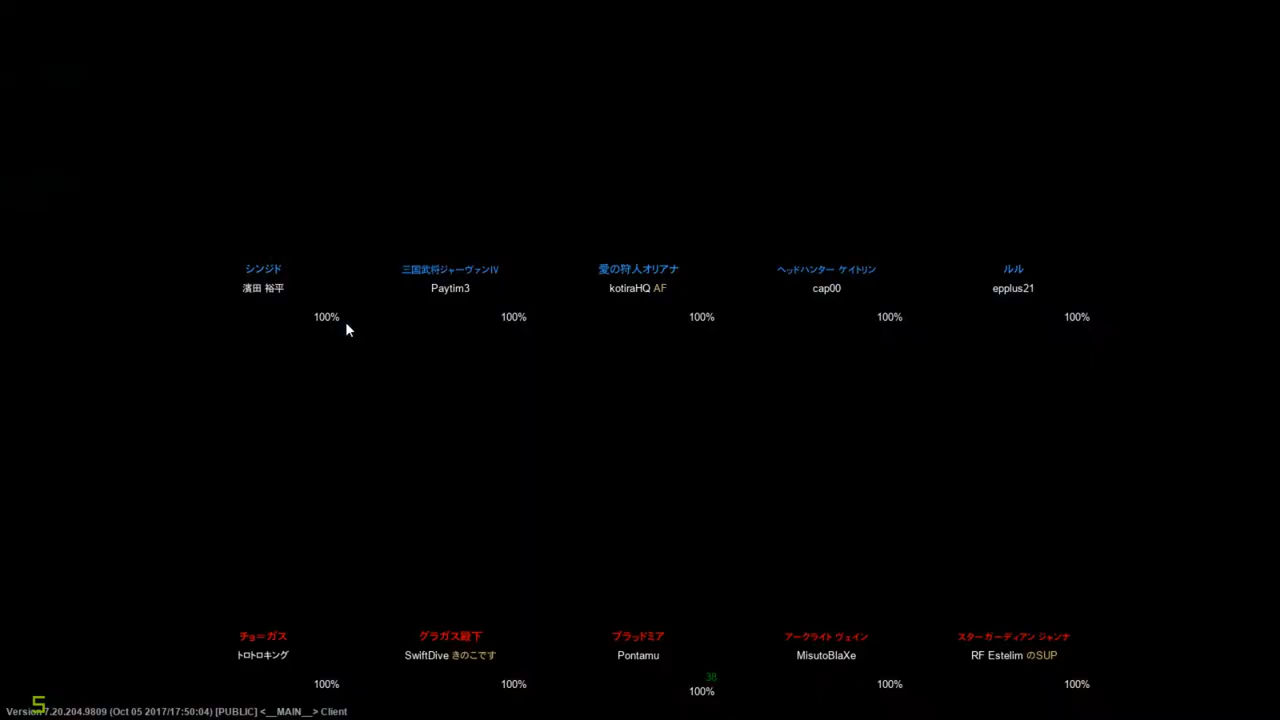 シンジド 三国武将ジャーヴァンIV 愛の狩人オリアナ ヘッドハンター ケイトリン ルル
濱田 裕平 Paytim3 kotiraHQ AF cap00 epplus21
100% 100% 100% 100% 100%
チョ=ガス グラガス殿下 ブラッドミア アークライト ヴェイン スターガーディアン ジャンナ
トロトロキング SwiftDive きのこです Pontamu MisutoBlaXe RF Estelim のSUP
38
100% 100% 100% 100% 100%
5
Version 7.20.204.9809 (Oct 05 2017/17:50:04) [PUBLIC] <__MAIN__> Client